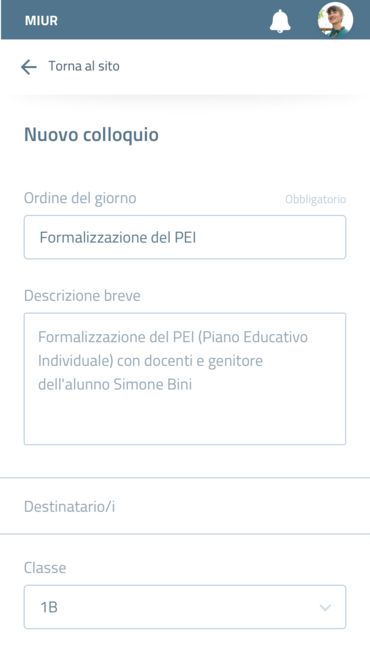 MIUR
Torna al sito
Nuovo colloquio
Ordine del giorno
Obbligatorio
Formalizzazione del PEI
Descrizione breve
Formalizzazione del PEI (Piano Educativo
Individuale) con docenti e genitore
dell'alunno Simone Bini
Destinatario/i
Classe
1B